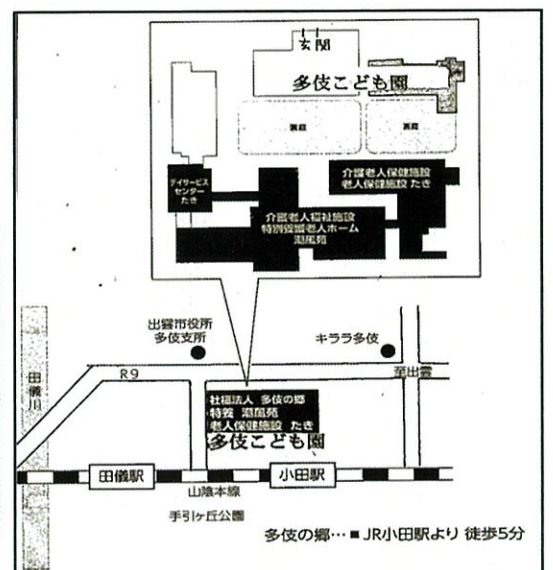 玄関
多伎こども園
裏庭
裏庭
デイサービス
センター
たき
介護老人保健施設
老人保健施設 たき
介護老人福祉施設
特別養護老人ホーム
潮風苑
出雲市役所
多伎支所
キララ多伎
田儀川
R9
至出雲
社福法人 多伎の郷
特養 潮風苑
老人保健施設 たき
多伎こども園
田儀駅
小田駅
山陰本線
手引ヶ丘公園
多伎の郷…■JR小田駅より 徒歩5分